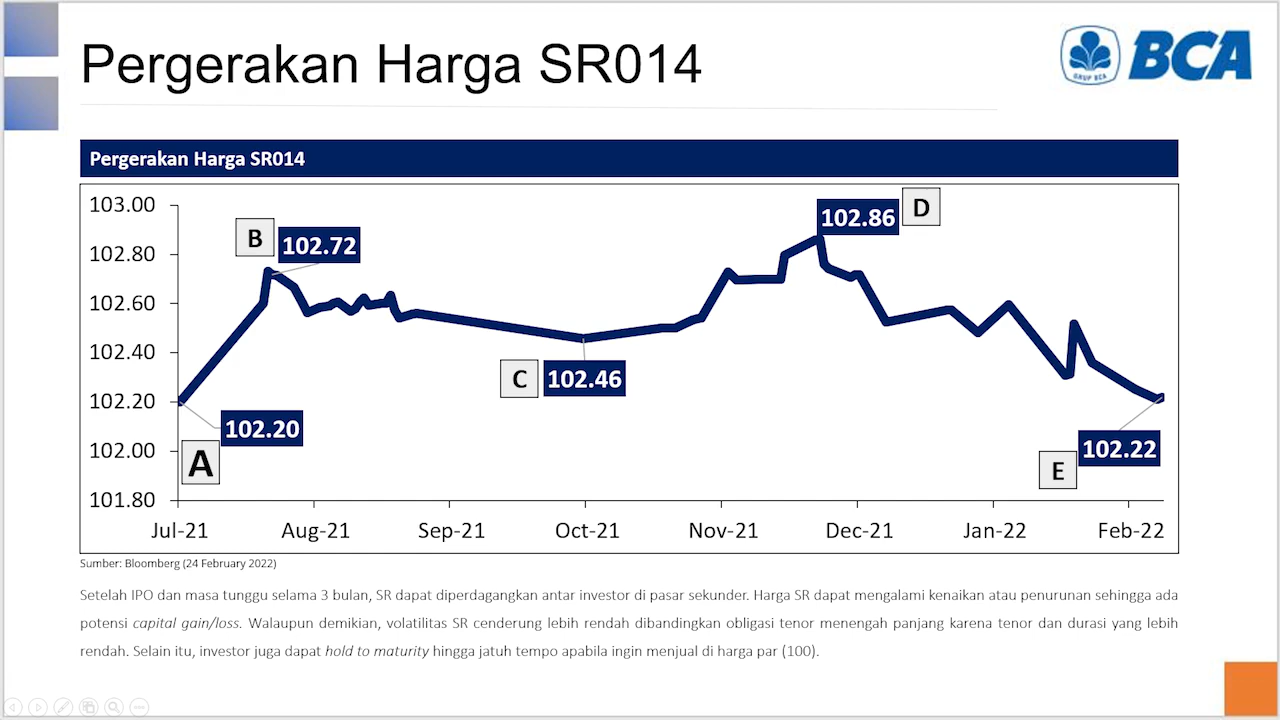 Pergerakan Harga SR014
GRUP BCA
BCA
Pergerakan Harga SR014
103.00
102.80
102.60
102.40
102.20
102.00
101.80
B
102.72
102.86
D
C
102.46
102.20
A
102.22
E
Jul-21 Aug-21 Sep-21 Oct-21 Nov-21 Dec-21 Jan-22 Feb-22
Sumber: Bloomberg (24 February 2022)
Setelah IPO dan masa tunggu selama 3 bulan, SR dapat diperdagangkan antar investor di pasar sekunder. Harga SR dapat mengalami kenaikan atau penurunan sehingga ada
potensi capital gain/loss. Walaupun demikian, volatilitas SR cenderung lebih rendah dibandingkan obligasi tenor menengah panjang karena tenor dan durasi yang lebih
rendah. Selain itu, investor juga dapat hold to maturity hingga jatuh tempo apabila ingin menjual di harga par (100).